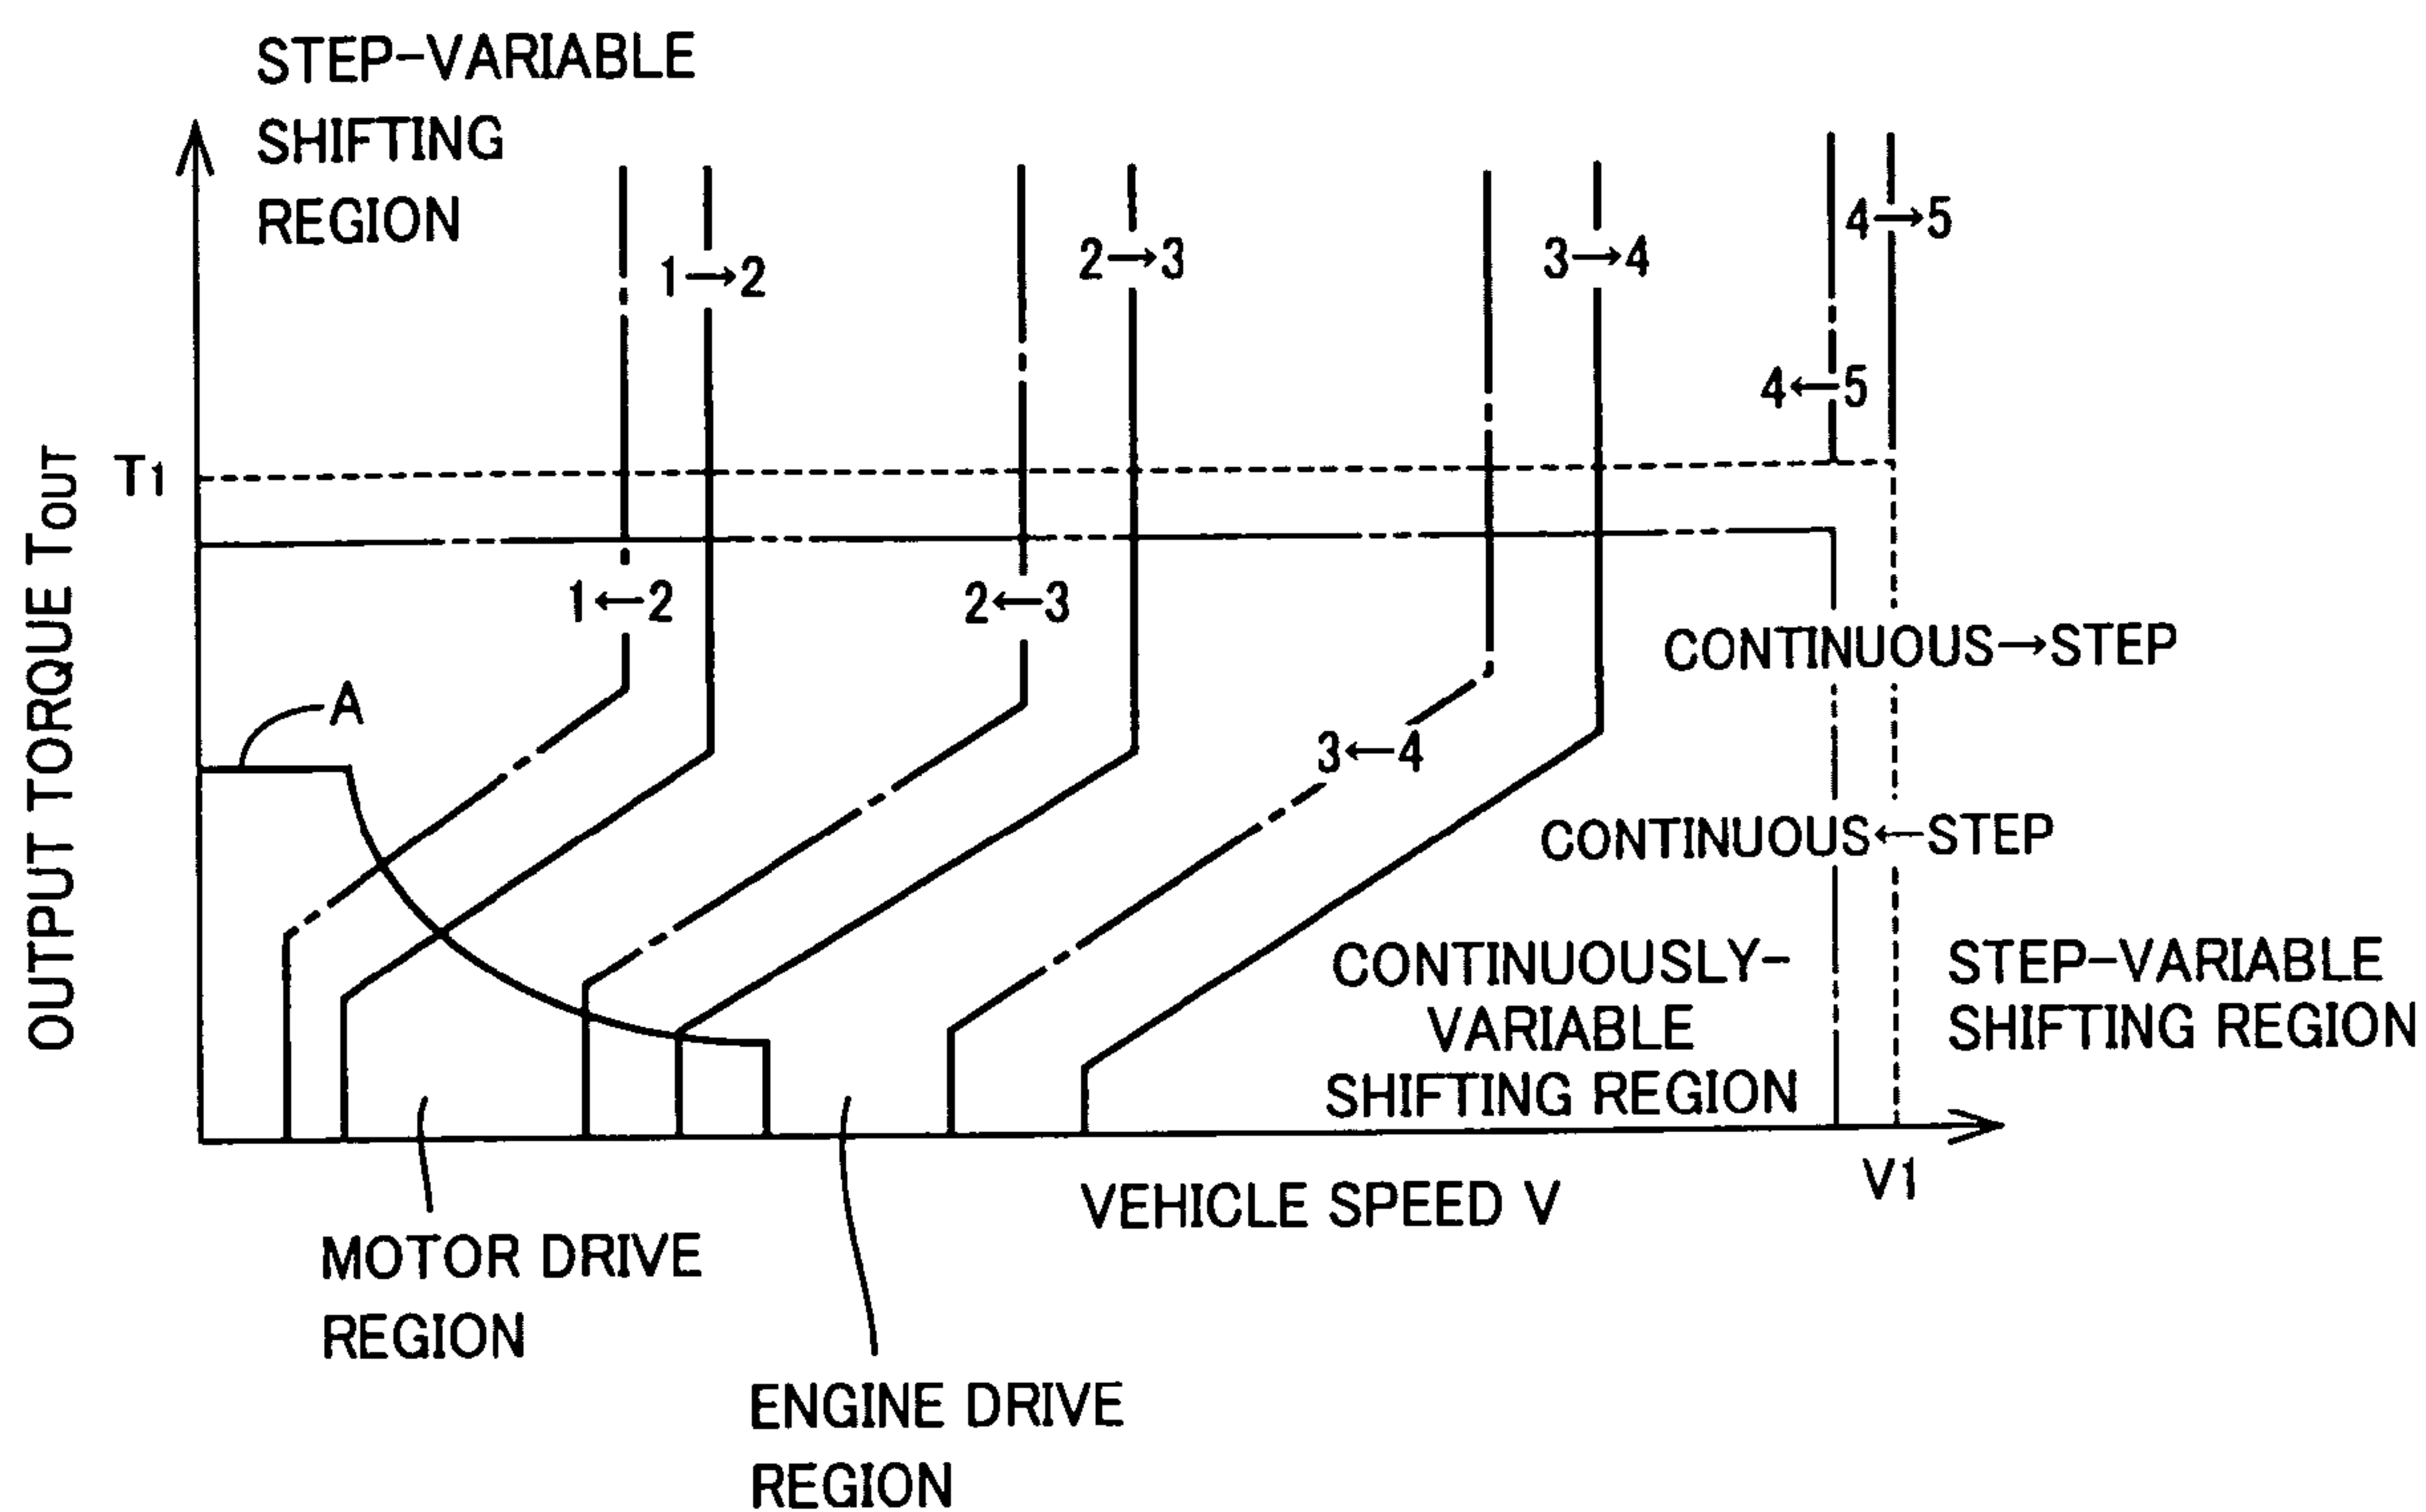 STEP-VARIABLE
SHIFTING
REGION
1→2
2→3
3→4
4→5
4←5
T1
OUTPUT TORQUE TOUT
1←2
2←3
3←4
A
CONTINUOUS→STEP
CONTINUOUS←STEP
CONTINUOUSLY-
VARIABLE
SHIFTING REGION
STEP-VARIABLE
SHIFTING REGION
V1
VEHICLE SPEED V
MOTOR DRIVE
REGION
ENGINE DRIVE
REGION